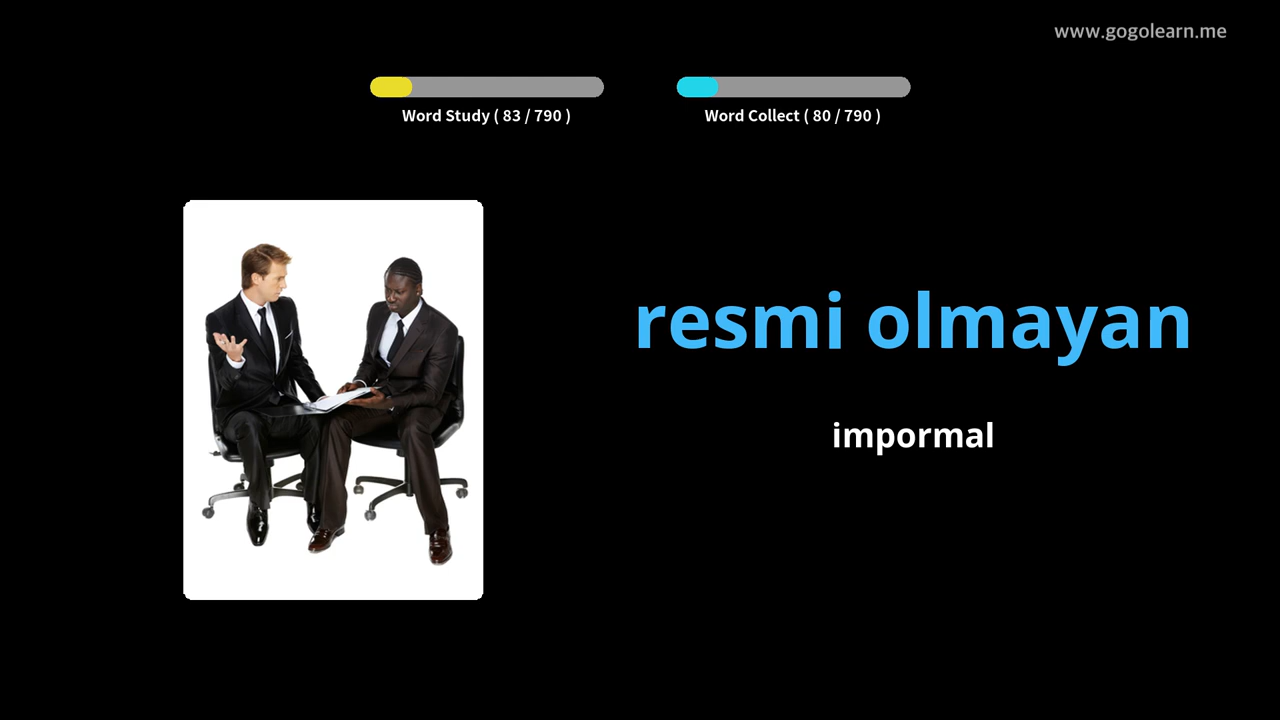 www.gogolearn.me
Word Study ( 83 / 790 )
Word Collect ( 80 / 790 )
resmi olmayan
impormal